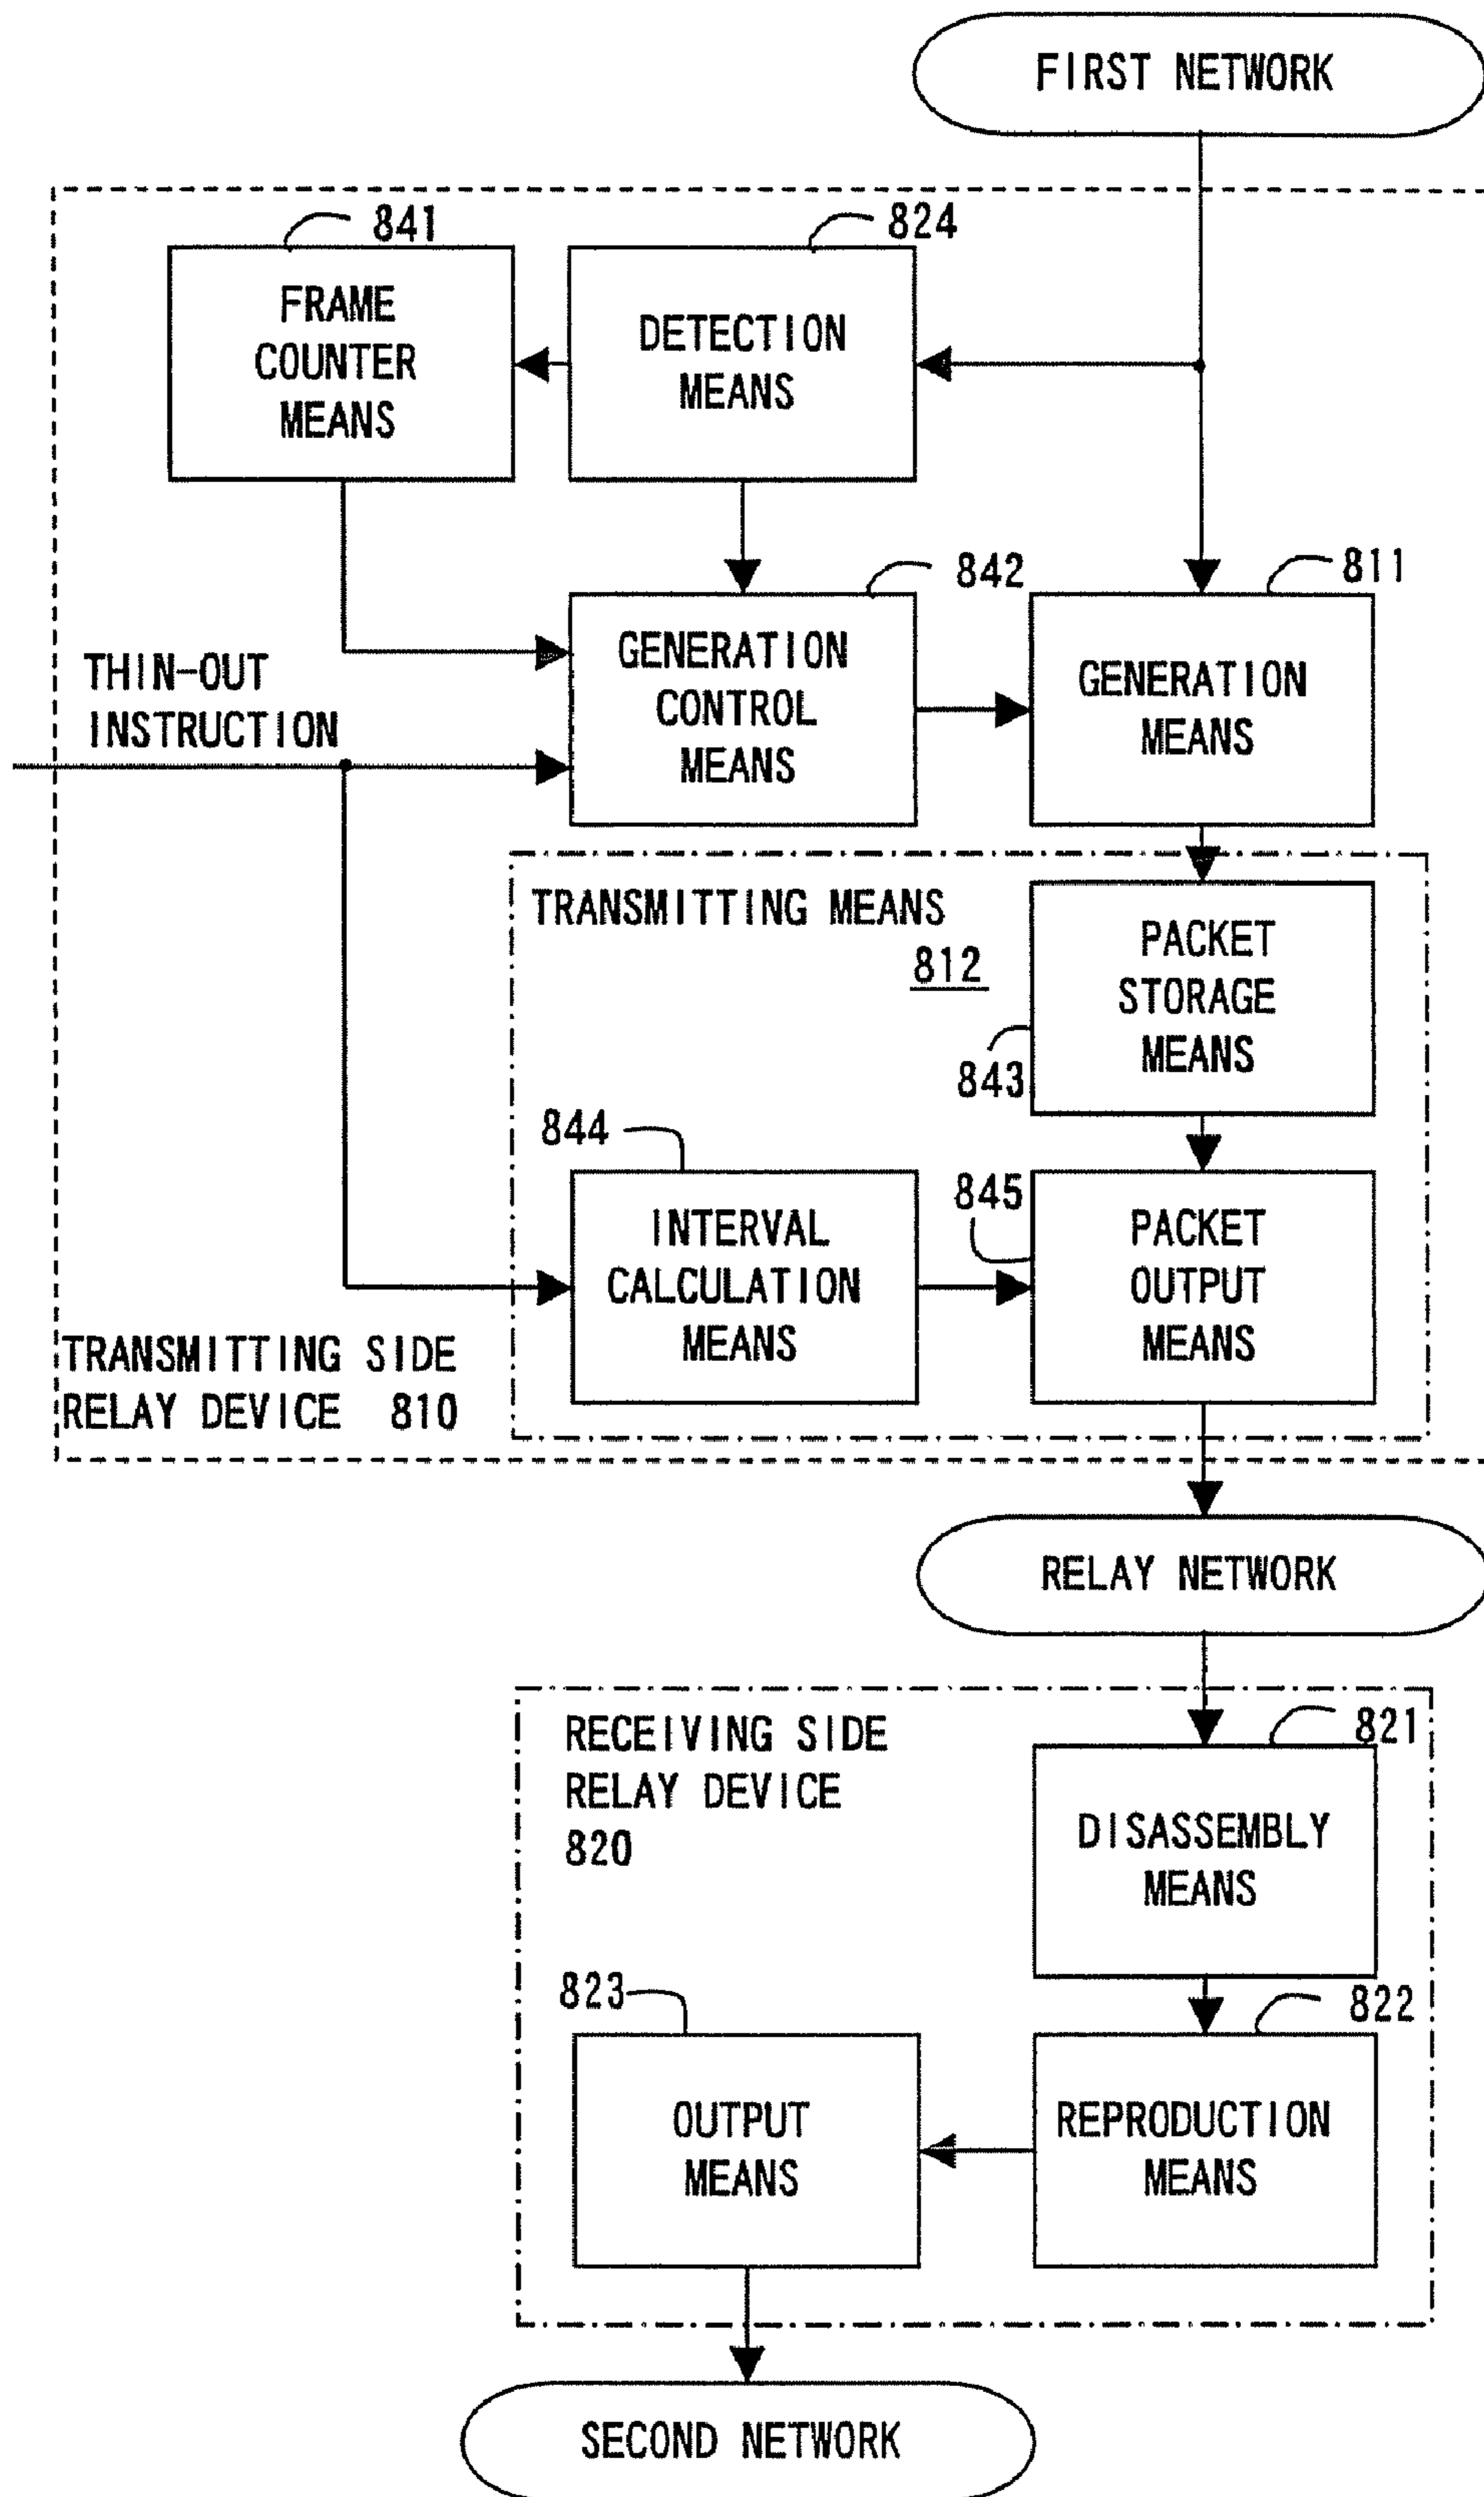 FIRST NETWORK
841
824
FRAME
COUNTER
MEANS
DETECTION
MEANS
842
811
THIN-OUT
INSTRUCTION
GENERATION
CONTROL
MEANS
GENERATION
MEANS
TRANSMITTING MEANS
812
PACKET
STORAGE
MEANS
843
844
845
INTERVAL
CALCULATION
MEANS
PACKET
OUTPUT
MEANS
TRANSMITTING SIDE
RELAY DEVICE 810
RELAY NETWORK
RECEIVING SIDE
RELAY DEVICE
820
821
DISASSEMBLY
MEANS
823
822
OUTPUT
MEANS
REPRODUCTION
MEANS
SECOND NETWORK